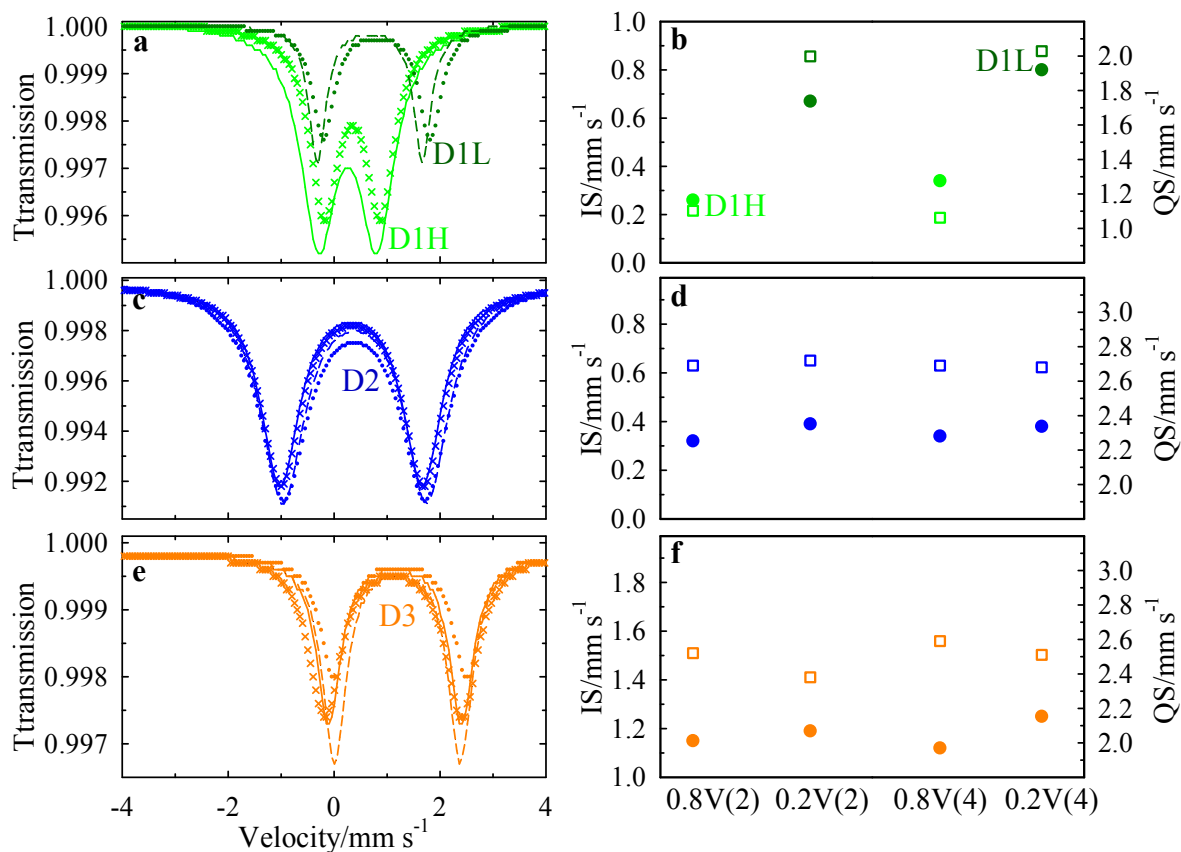 a
1.000
0.999
0.998
0.997
0.996
Ttransmission
D1L
D1H
b
1.0
0.8
0.6
0.4
0.2
0.0
IS/mm s⁻¹
D1L
D1H
2.0
1.8
1.6
1.4
1.2
1.0
QS/mm s⁻¹
c
1.000
0.998
0.996
0.994
0.992
Ttransmission
D2
d
0.8
0.6
0.4
0.2
0.0
IS/mm s⁻¹
3.0
2.8
2.6
2.4
2.2
2.0
QS/mm s⁻¹
e
1.000
0.999
0.998
0.997
Ttransmission
D3
-4 -2 0 2 4
Velocity/mm s⁻¹
f
1.8
1.6
1.4
1.2
1.0
IS/mm s⁻¹
3.0
2.8
2.6
2.4
2.2
2.0
QS/mm s⁻¹
0.8V(2) 0.2V(2) 0.8V(4) 0.2V(4)